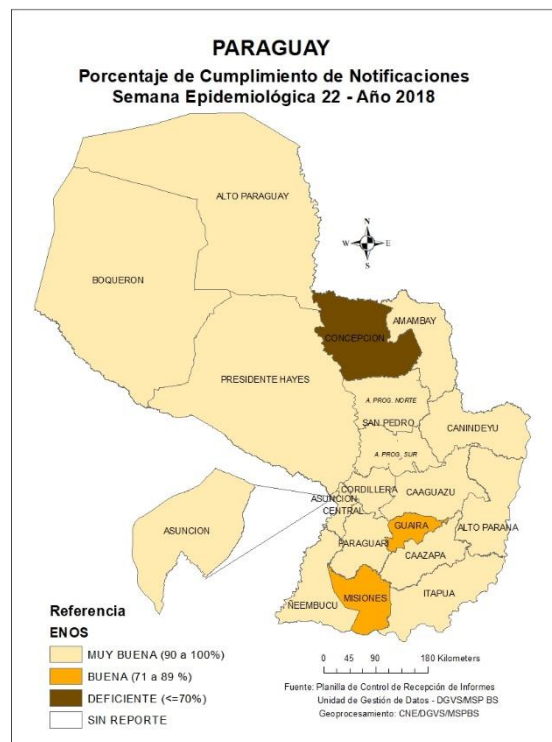 PARAGUAY
Porcentaje de Cumplimiento de Notificaciones
Semana Epidemiológica 22 - Año 2018
ALTO PARAGUAY
N
W E
S
BOQUERON
CONCEPCION
AMAMBAY
PRESIDENTE HAYES
A. PROG. NORTE
SAN PEDRO
CANINDEYU
A. PROG. SUR
CORDILLERA
CAAGUAZU
ASUNCION
CENTRAL
ASUNCION
GUAIRA
ALTO PARANA
PARAGUARI
CAAZAPA
MISIONES
ITAPUA
ÑEEMBUCU
Referencia
ENOS
MUY BUENA (90 a 100%)
BUENA (71 a 89 %)
DEFICIENTE (<=70%)
SIN REPORTE
0 45 90 180 Kilometers
Fuente: Planilla de Control de Recepción de Informes
Unidad de Gestión de Datos - DGVS/MSP BS
Geoprocesamiento: CNE/DGVS/MSPBS